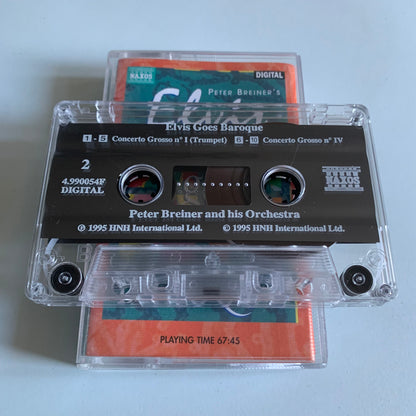 NAXOS
DIGITAL
PETER BREINER'S
Elvis
Elvis Goes Baroque
1 - 5 Concerto Grosso nº I (Trumpet) 6 - 10 Concerto Grosso nº IV
2
4.990054F
DIGITAL
NAXOS
Peter Breiner and his Orchestra
℗ 1995 HNH International Ltd. © 1995 HNH International Ltd.
PLAYING TIME 67:45